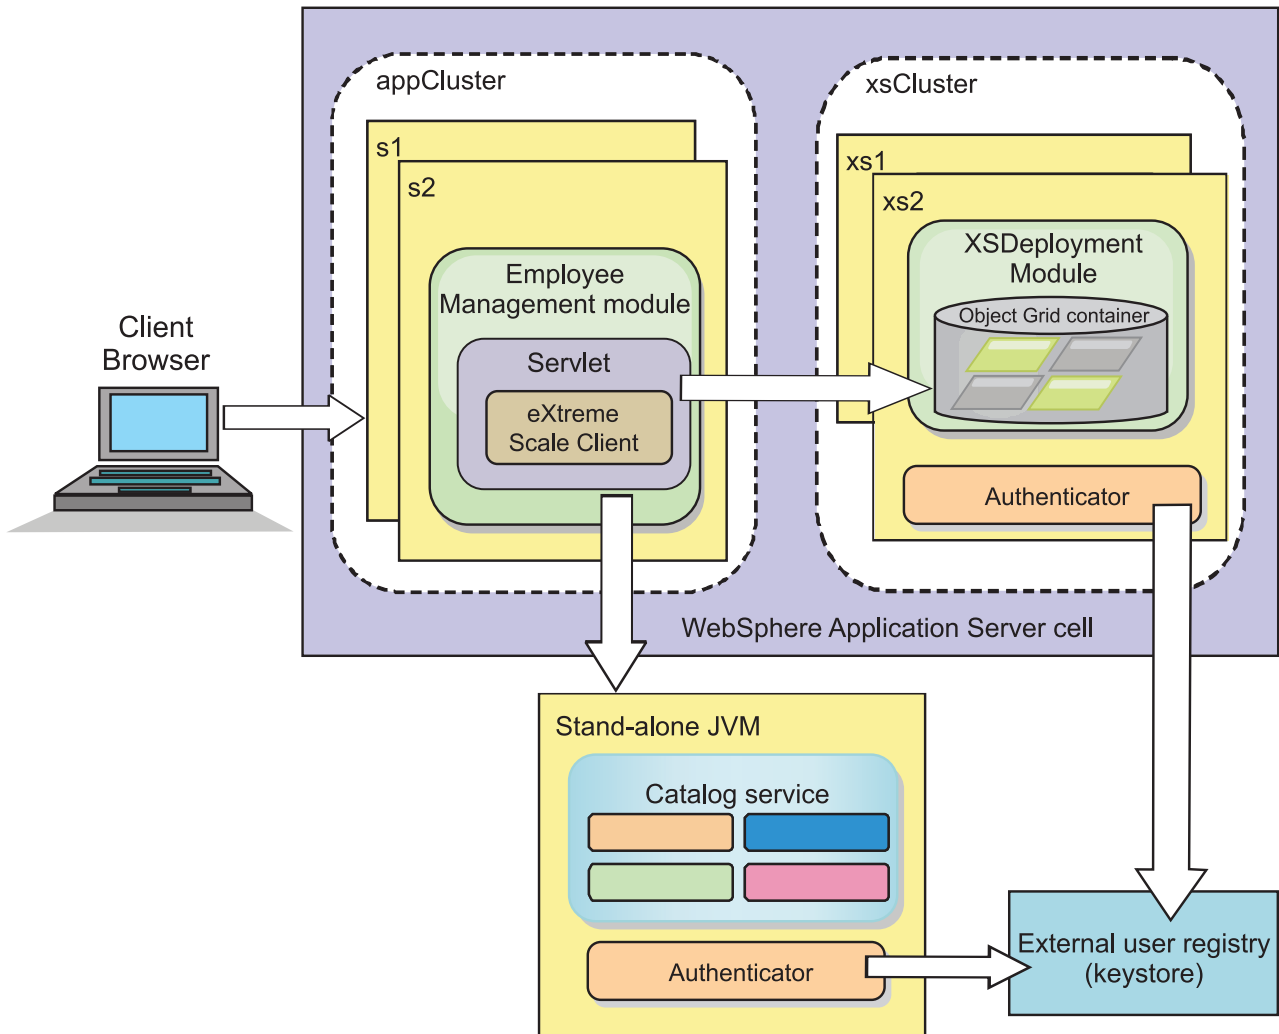 appCluster
xsCluster
s1
s2
xs1
xs2
XSDeployment
Module
Employee
Management module
Object Grid container
Client
Browser
Servlet
eXtreme
Scale Client
Authenticator
WebSphere Application Server cell
Stand-alone JVM
Catalog service
External user registry
(keystore)
Authenticator